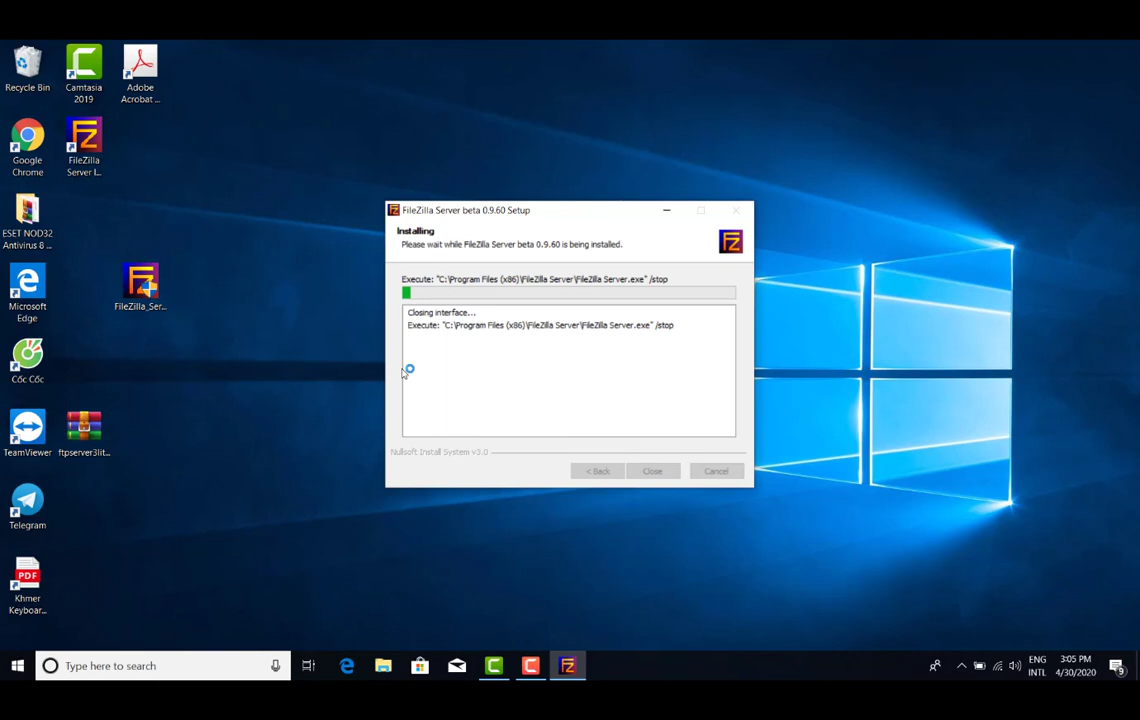 Recycle Bin
Camtasia
2019
Adobe
Acrobat ...
Google
Chrome
FileZilla
Server I...
ESET NOD32
Antivirus 8 ...
Microsoft
Edge
FileZilla_Ser...
Cốc Cốc
TeamViewer
ftpserver3lit...
Telegram
PDF
Khmer
Keyboar...
FileZilla Server beta 0.9.60 Setup
Installing
Please wait while FileZilla Server beta 0.9.60 is being installed.
Execute: "C:\Program Files (x86)\FileZilla Server\FileZilla Server.exe" /stop
Closing interface...
Execute: "C:\Program Files (x86)\FileZilla Server\FileZilla Server.exe" /stop
Nullsoft Install System v3.0
< Back
Close
Cancel
Type here to search
ENG
INTL
3:05 PM
4/30/2020
9